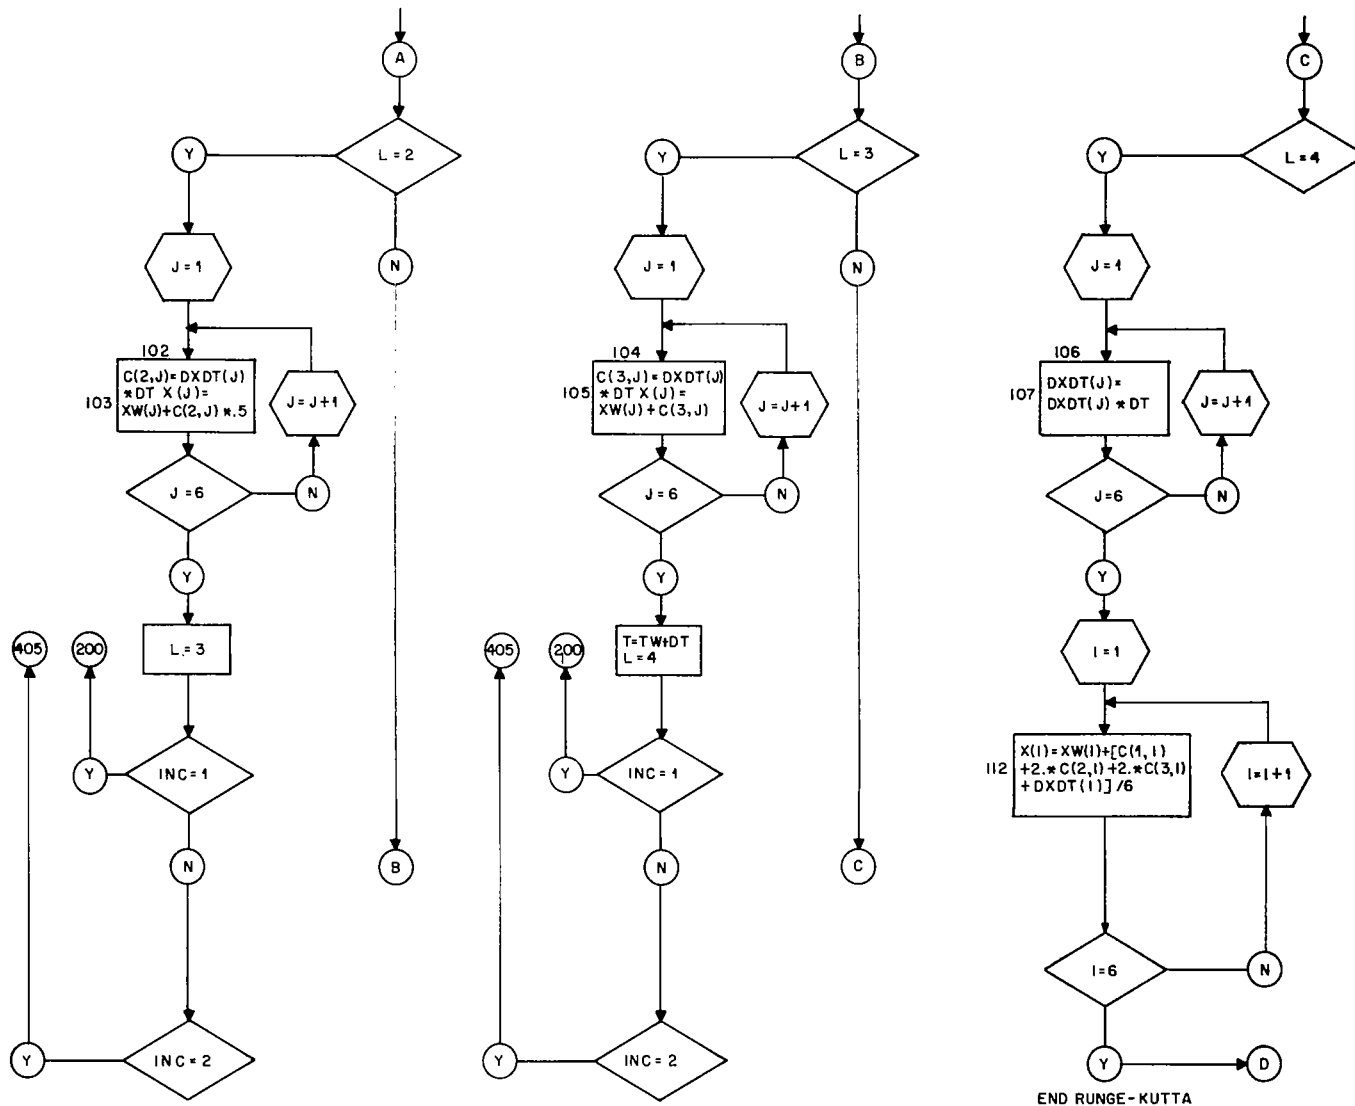 A
L=2
Y
N
J=1
102
103
C(2,J)=DXDT(J)
*DT X(J)=
XW(J)+C(2,J)*.5
J=J+1
J=6
N
Y
405
200
L=3
Y
INC=1
N
B
Y
INC=2
B
L=3
Y
N
J=1
104
105
C(3,J)=DXDT(J)
*DT X(J)=
XW(J)+C(3,J)
J=J+1
J=6
N
Y
405
200
T=TW+DT
L=4
Y
INC=1
N
C
Y
INC=2
C
L=4
Y
J=1
106
107
DXDT(J)=
DXDT(J)*DT
J=J+1
J=6
N
Y
I=1
112
X(I)=XW(I)+[C(1,I)
+2.*C(2,I)+2.*C(3,I)
+DXDT(I)]/6
I=I+1
I=6
N
Y
D
END RUNGE-KUTTA